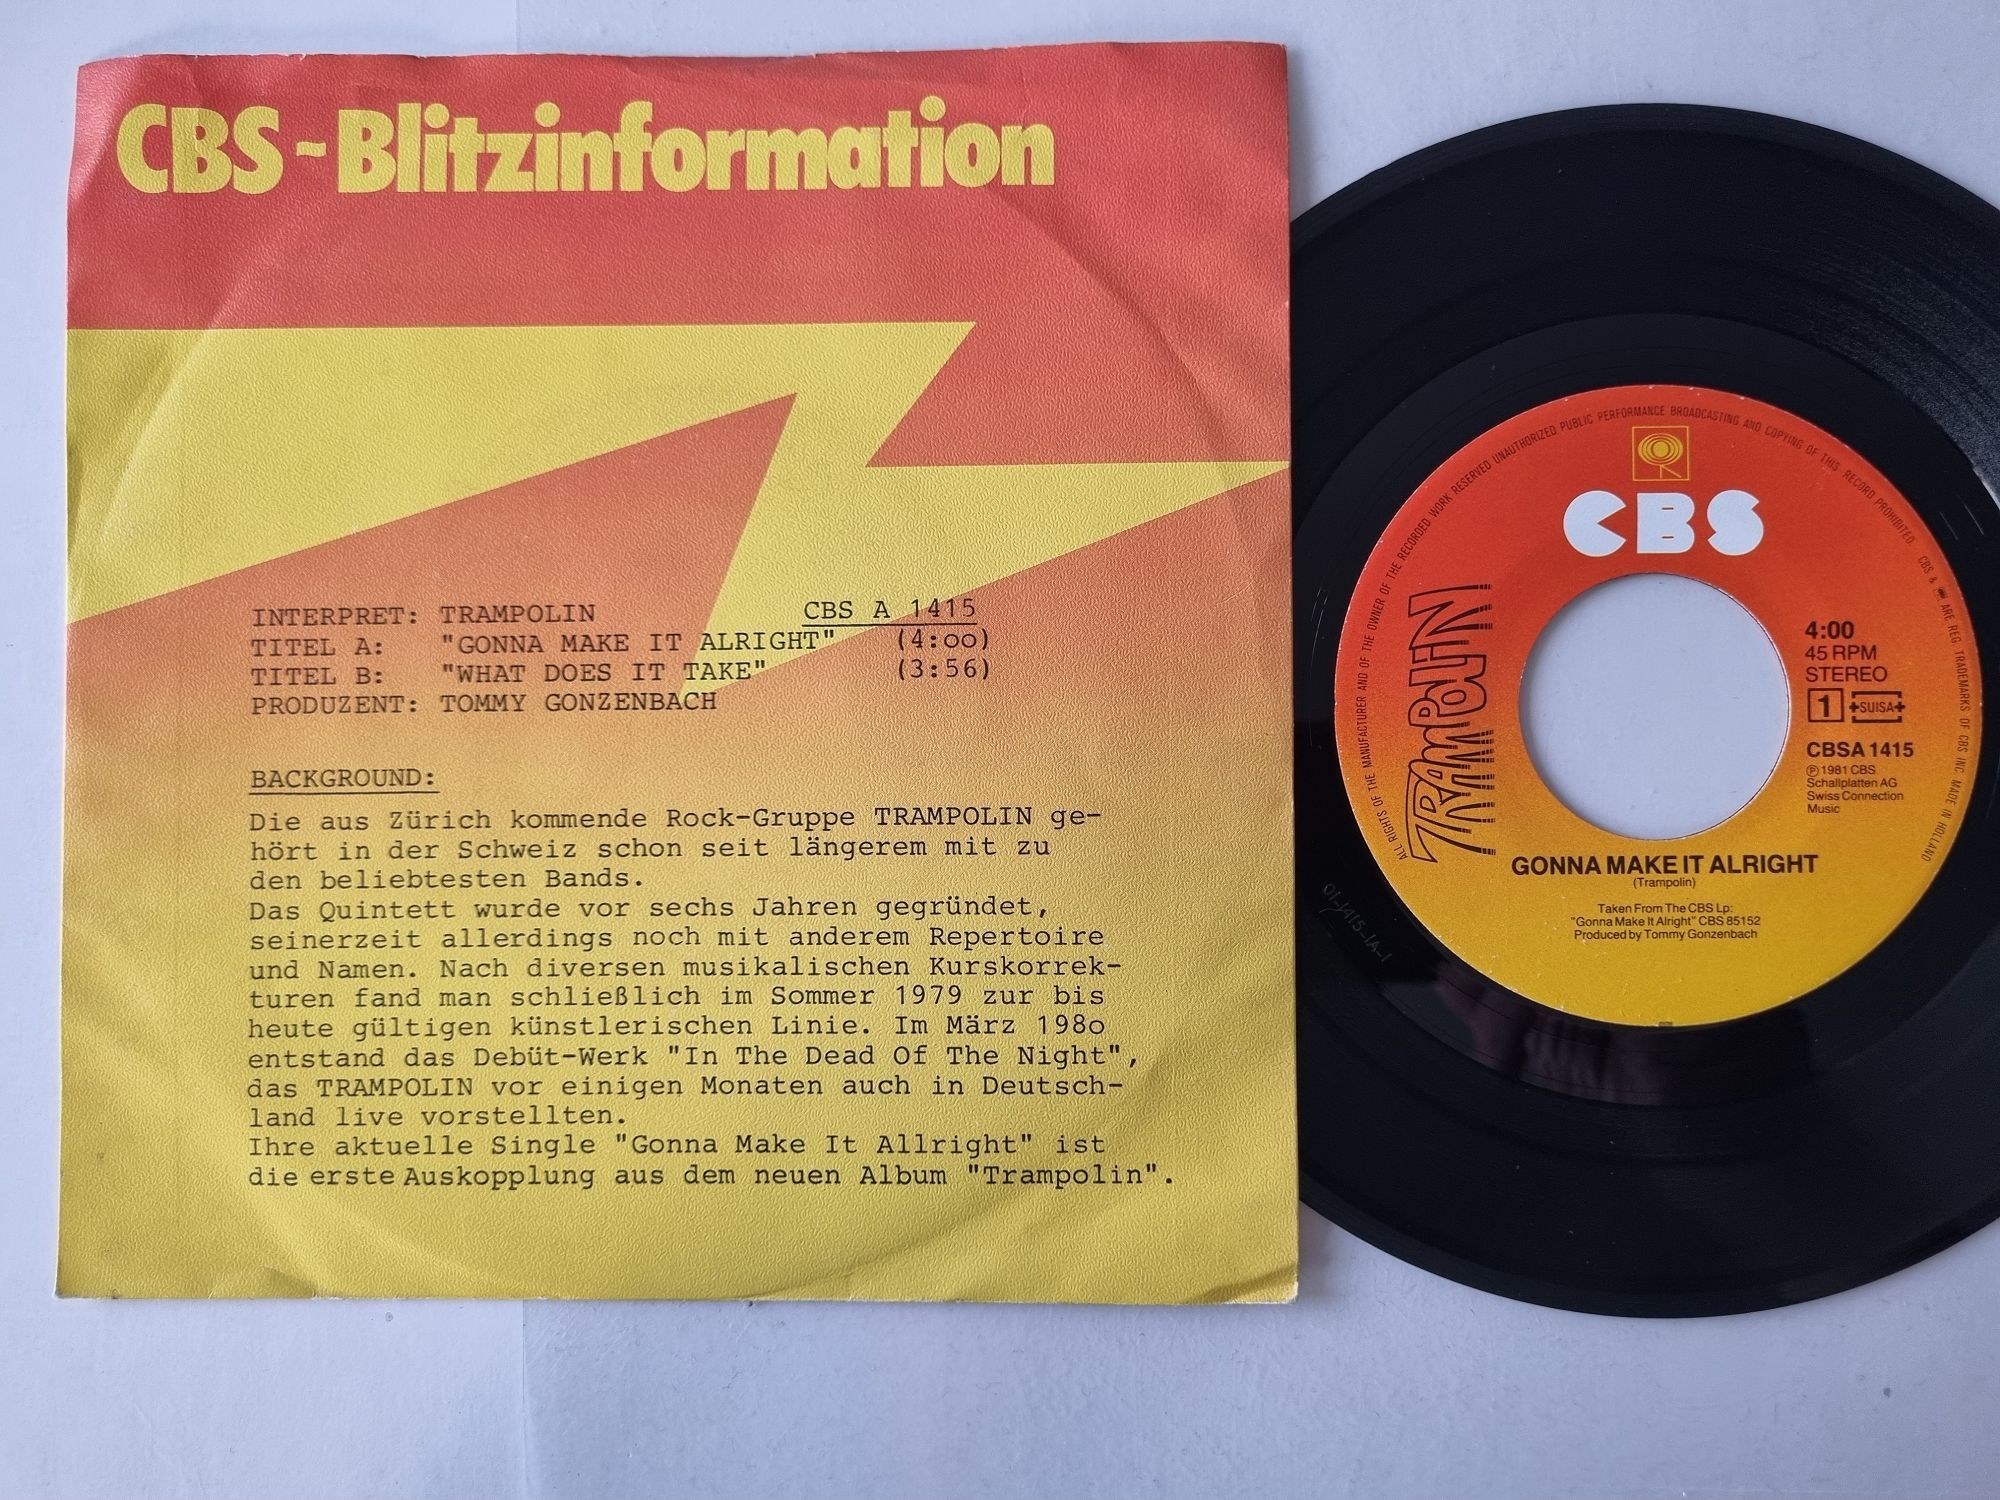 CBS-Blitzinformation
INTERPRET: TRAMPOLIN CBS A 1415
TITEL A: "GONNA MAKE IT ALRIGHT" (4:oo)
TITEL B: "WHAT DOES IT TAKE" (3:56)
PRODUZENT: TOMMY GONZENBACH
BACKGROUND:
Die aus Zürich kommende Rock-Gruppe TRAMPOLIN ge-
hört in der Schweiz schon seit längerem mit zu
den beliebtesten Bands.
Das Quintett wurde vor sechs Jahren gegründet,
seinerzeit allerdings noch mit anderem Repertoire
und Namen. Nach diversen musikalischen Kurskorrek-
turen fand man schließlich im Sommer 1979 zur bis
heute gültigen künstlerischen Linie. Im März 198o
entstand das Debüt-Werk "In The Dead Of The Night",
das TRAMPOLIN vor einigen Monaten auch in Deutsch-
land live vorstellten.
Ihre aktuelle Single "Gonna Make It Allright" ist
die erste Auskopplung aus dem neuen Album "Trampolin".
ALL RIGHTS OF THE MANUFACTURER AND OF THE OWNER OF THE RECORDED WORK RESERVED UNAUTHORIZED PUBLIC PERFORMANCE BROADCASTING AND COPYING OF THIS RECORD PROHIBITED CBS & ARE REG TRADEMARKS OF CBS INC MADE IN HOLLAND
CBS
TRAMPOLIN
4:00
45 RPM
STEREO
1 SUISA
CBSA 1415
℗ 1981 CBS
Schallplatten AG
Swiss Connection
Music
GONNA MAKE IT ALRIGHT
(Trampolin)
Taken From The CBS Lp:
"Gonna Make It Alright" CBS 85152
Produced by Tommy Gonzenbach
01-1415-1A-1